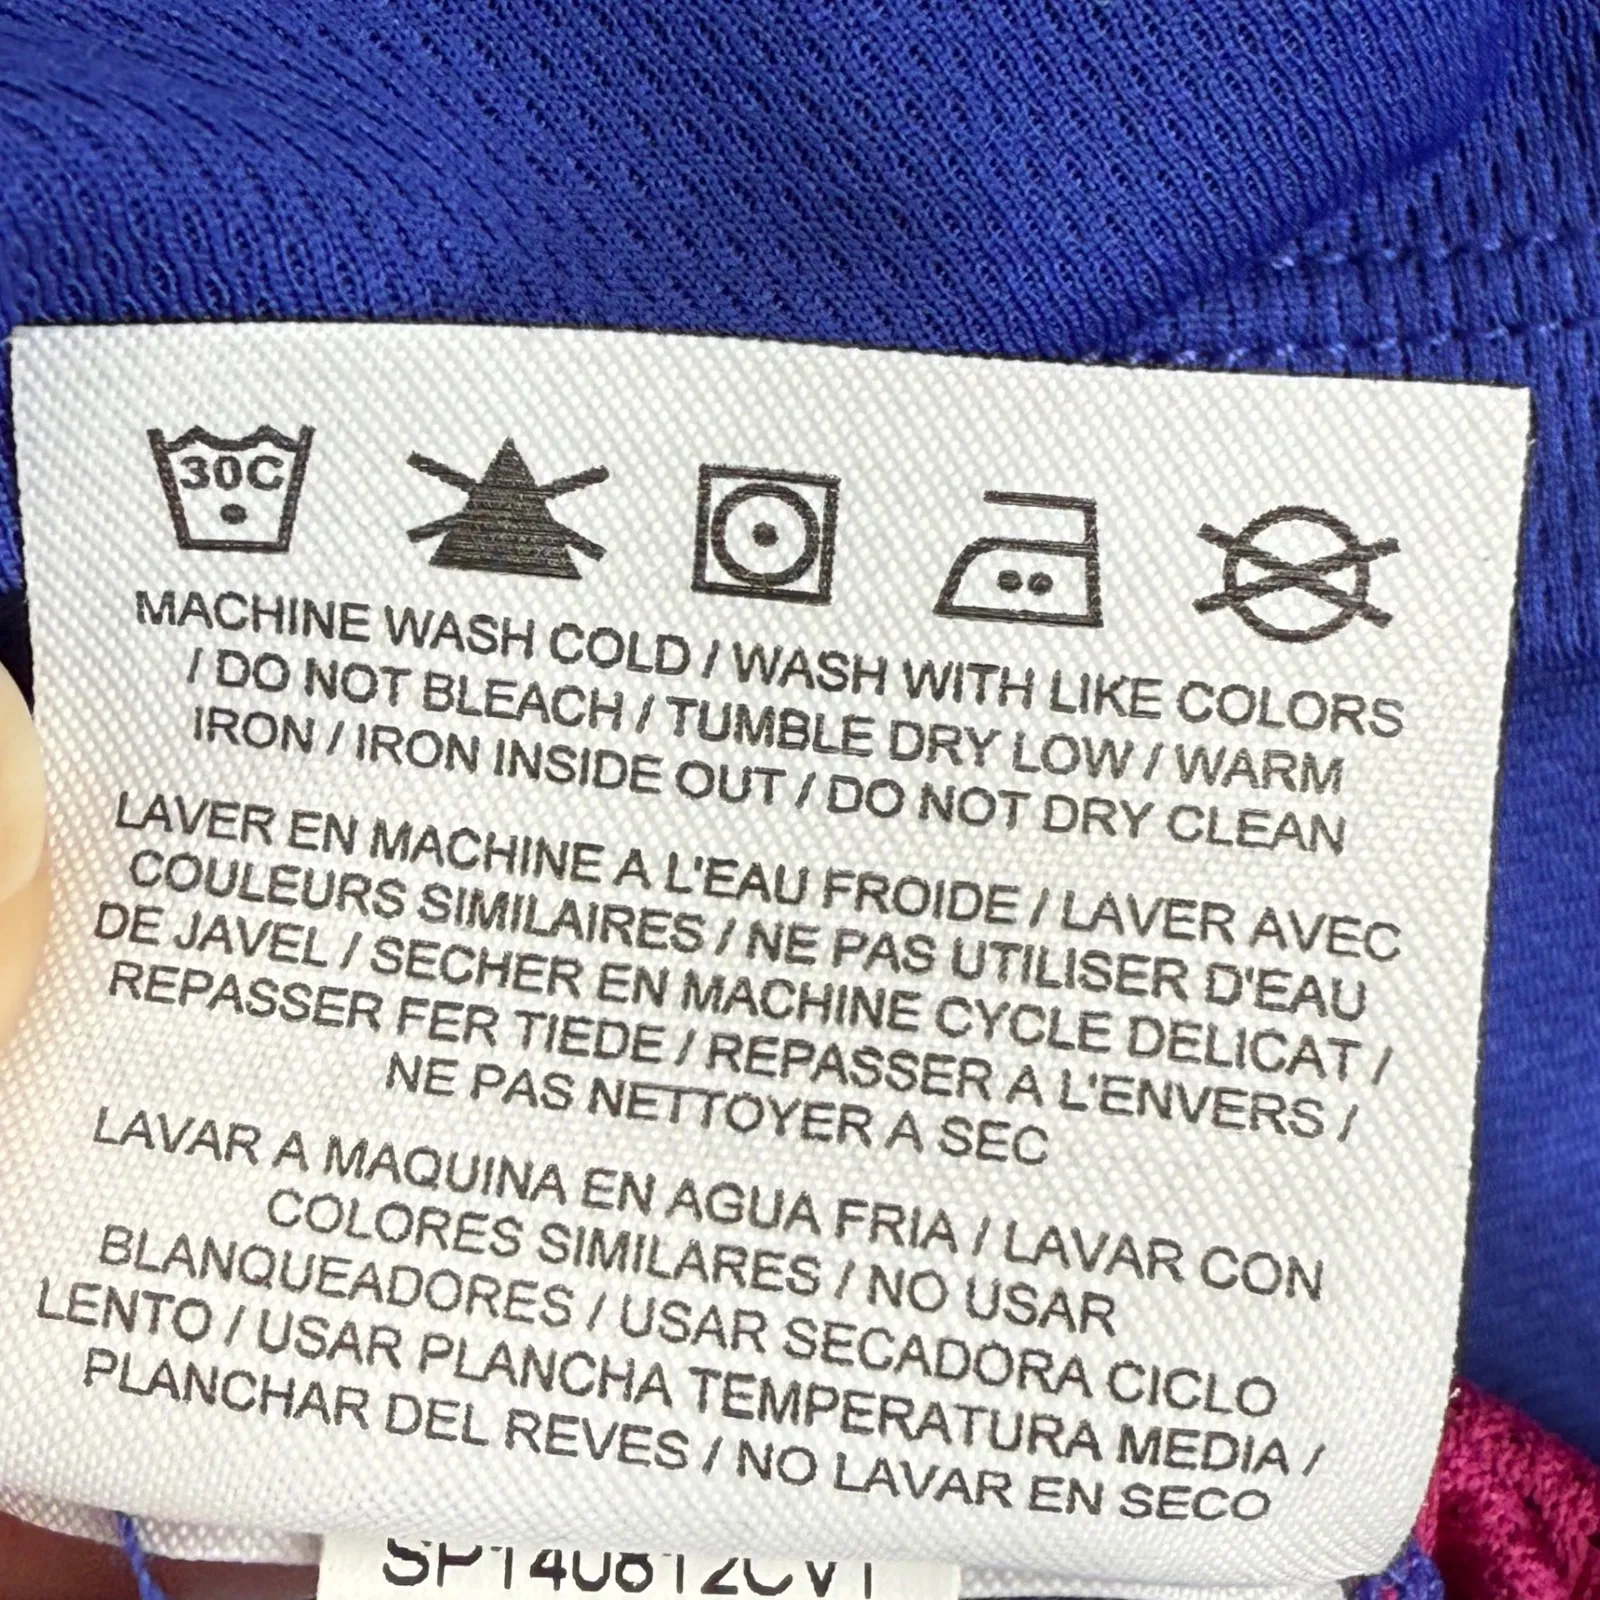 30C
MACHINE WASH COLD / WASH WITH LIKE COLORS
/ DO NOT BLEACH / TUMBLE DRY LOW / WARM
IRON / IRON INSIDE OUT / DO NOT DRY CLEAN
LAVER EN MACHINE A L'EAU FROIDE / LAVER AVEC
COULEURS SIMILAIRES / NE PAS UTILISER D'EAU
DE JAVEL / SECHER EN MACHINE CYCLE DELICAT /
REPASSER FER TIEDE / REPASSER A L'ENVERS /
NE PAS NETTOYER A SEC
LAVAR A MAQUINA EN AGUA FRIA / LAVAR CON
COLORES SIMILARES / NO USAR
BLANQUEADORES / USAR SECADORA CICLO
LENTO / USAR PLANCHA TEMPERATURA MEDIA /
PLANCHAR DEL REVES / NO LAVAR EN SECO